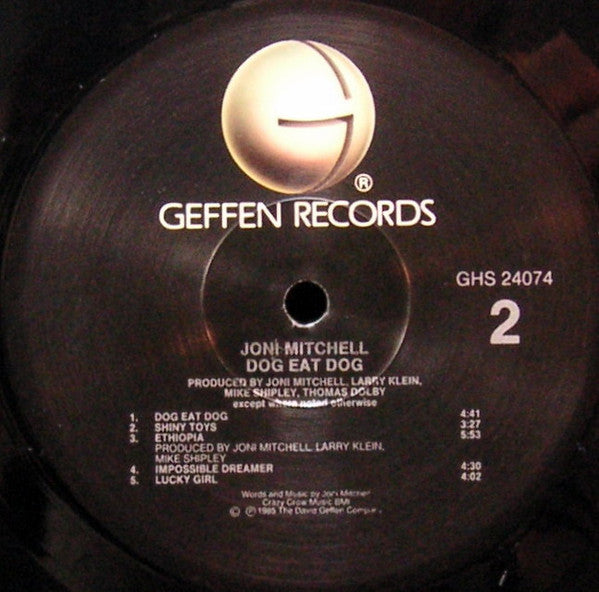 ®
GEFFEN RECORDS
GHS 24074
2
JONI MITCHELL
DOG EAT DOG
PRODUCED BY JONI MITCHELL, LARRY KLEIN,
MIKE SHIPLEY, THOMAS DOLBY
except where noted otherwise
1. DOG EAT DOG 4:41
2. SHINY TOYS 3:27
3. ETHIOPIA 5:53
PRODUCED BY JONI MITCHELL, LARRY KLEIN,
MIKE SHIPLEY
4. IMPOSSIBLE DREAMER 4:30
5. LUCKY GIRL 4:02
Words and Music by Joni Mitchell
Crazy Crow Music BMI
© ℗ 1985 The David Geffen Company